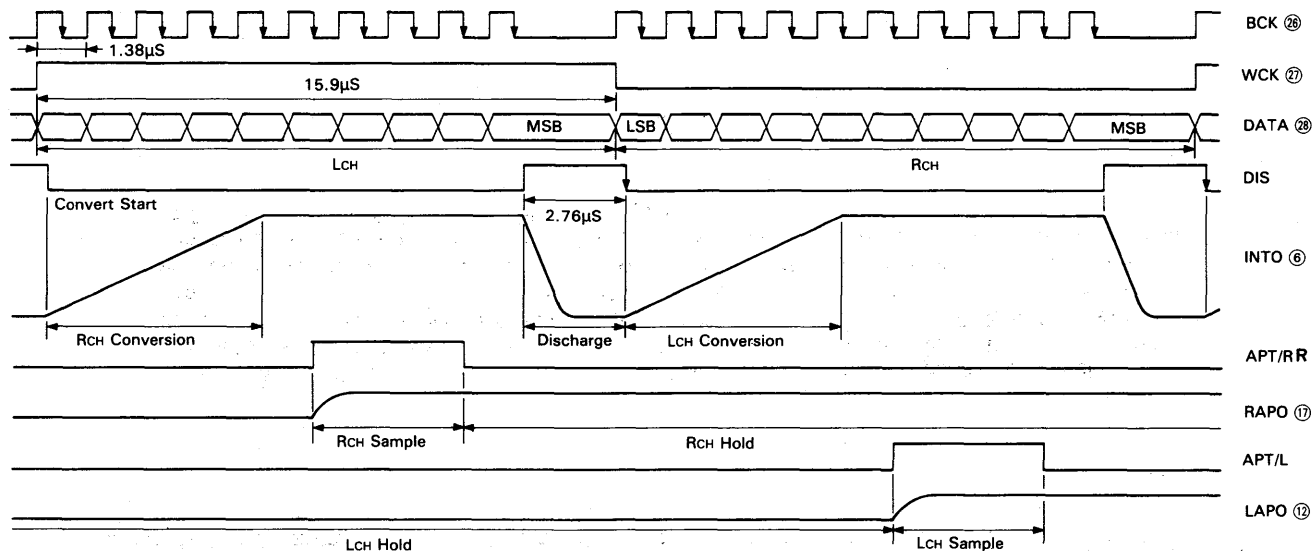 BCK ㉖
1.38µS
WCK ㉗
15.9µS
MSB LSB MSB DATA ㉘
LCH RCH
DIS
Convert Start
2.76µS
INTO ⑥
RCH Conversion Discharge LCH Conversion
APT/R R
RAPO ⑰
RCH Sample RCH Hold
APT/L
LAPO ⑫
LCH Hold LCH Sample